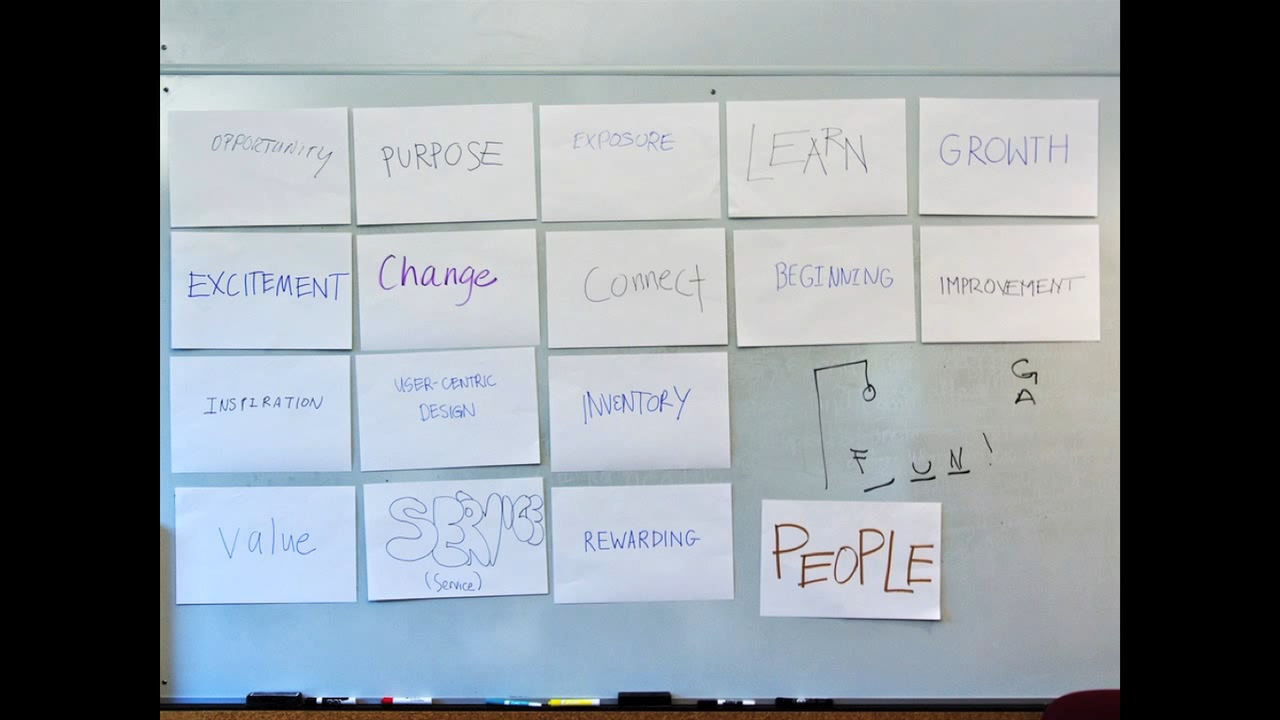 OPPORTUNITY
PURPOSE
EXPOSURE
LEARN
GROWTH
EXCITEMENT
Change
Connect
BEGINNING
IMPROVEMENT
INSPIRATION
USER-CENTRIC
DESIGN
INVENTORY
G
A
F U N !
Value
SERVICE
(Service)
REWARDING
PEOPLE